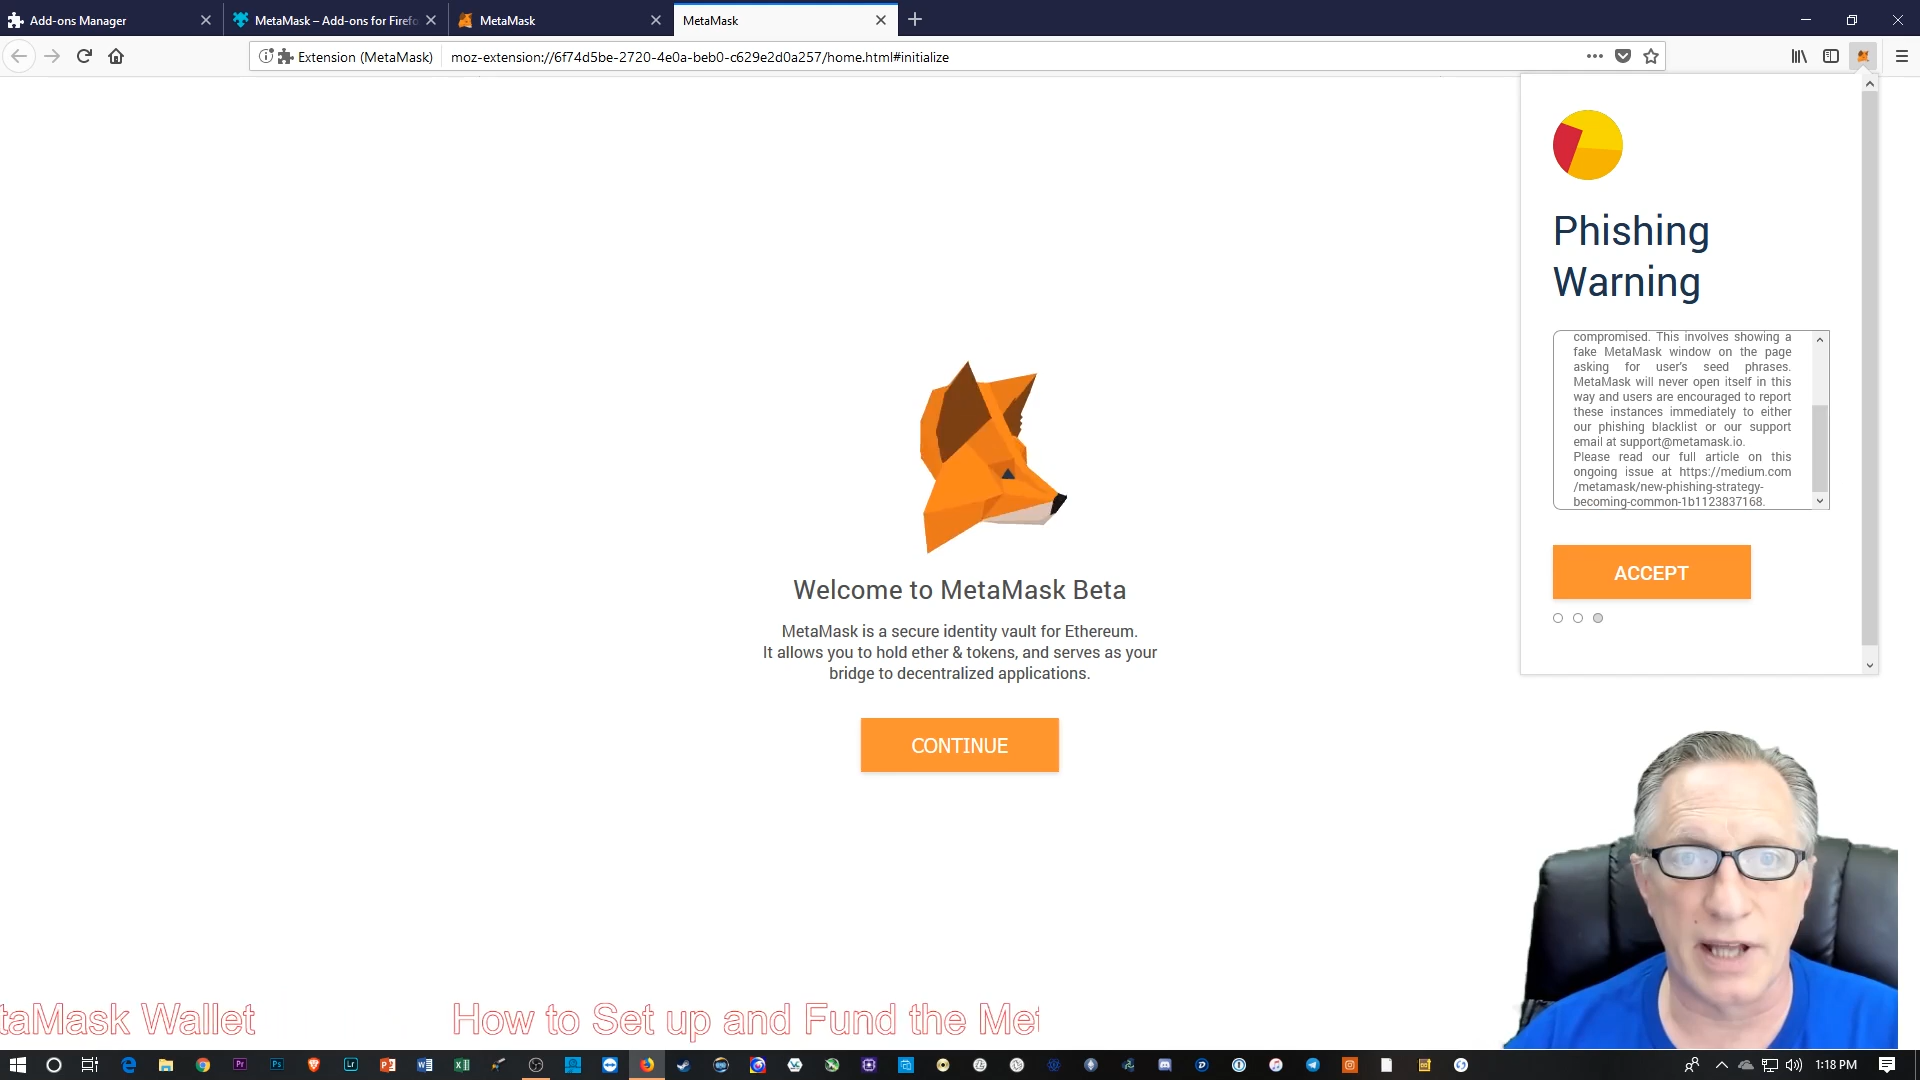 Add-ons Manager
MetaMask – Add-ons for Firefo
MetaMask
MetaMask
Extension (MetaMask)
moz-extension://6f74d5be-2720-4e0a-beb0-c629e2d0a257/home.html#initialize
Phishing
Warning
compromised. This involves showing a
fake MetaMask window on the page
asking for user's seed phrases.
MetaMask will never open itself in this
way and users are encouraged to report
these instances immediately to either
our phishing blacklist or our support
email at support@metamask.io.
Please read our full article on this
ongoing issue at https://medium.com
/metamask/new-phishing-strategy-
becoming-common-1b1123837168.
ACCEPT
Welcome to MetaMask Beta
MetaMask is a secure identity vault for Ethereum.
It allows you to hold ether & tokens, and serves as your
bridge to decentralized applications.
CONTINUE
taMask Wallet
How to Set up and Fund the Met
Pr
Ps
Lr
1:18 PM